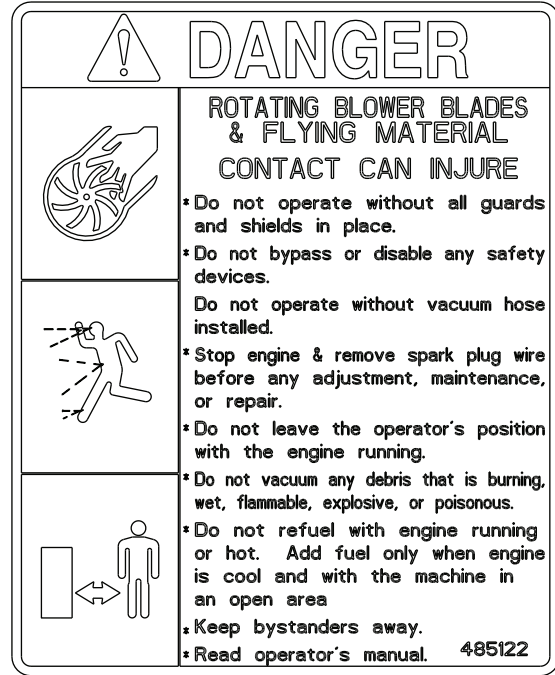 DANGER
ROTATING BLOWER BLADES
& FLYING MATERIAL
CONTACT CAN INJURE
* Do not operate without all guards
and shields in place.
* Do not bypass or disable any safety
devices.
Do not operate without vacuum hose
installed.
* Stop engine & remove spark plug wire
before any adjustment, maintenance,
or repair.
* Do not leave the operator's position
with the engine running.
* Do not vacuum any debris that is burning,
wet, flammable, explosive, or poisonous.
* Do not refuel with engine running
or hot. Add fuel only when engine
is cool and with the machine in
an open area
* Keep bystanders away.
* Read operator's manual. 485122